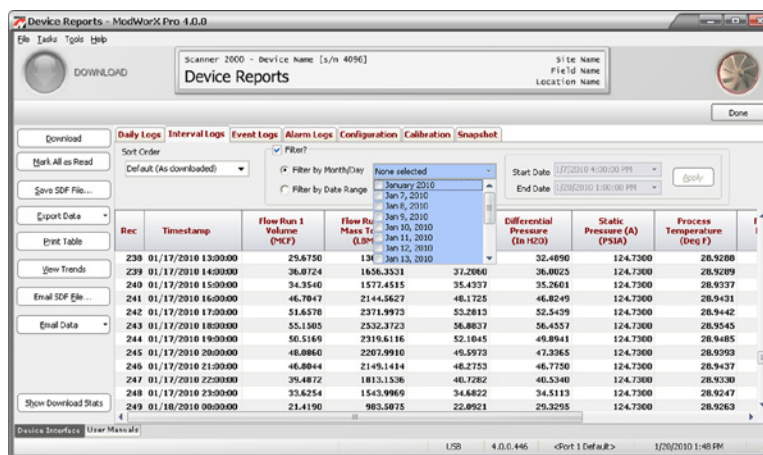 Device Reports - ModWorX Pro 4.0.0
File Tasks Tools Help
DOWNLOAD
Scanner 2000 - Device Name [s/n 4096]
Device Reports
Site Name
Field Name
Location Name
Done
Download
Mark All as Read
Save SDF File...
Export Data
Print Table
View Trends
Email SDF File...
Email Data
Show Download Stats
Daily Logs Interval Logs Event Logs Alarm Logs Configuration Calibration Snapshot
Sort Order
Default (As downloaded)
Filter?
Filter by Month/Day
None selected
Filter by Date Range
January 2010
Jan 7, 2010
Jan 8, 2010
Jan 9, 2010
Jan 10, 2010
Jan 11, 2010
Jan 12, 2010
Jan 13, 2010
Start Date 1/7/2010 4:00:00 PM
End Date 1/20/2010 1:00:00 PM
Apply
Rec Timestamp Flow Run 1 Volume (MCF) Flow Mass (LBM Differential Pressure (In H2O) Static Pressure (A) (PSIA) Process Temperature (Deg F)
238 01/17/2010 13:00:00 29.6750 32.4890 124.7300 28.9288
239 01/17/2010 14:00:00 36.0724 1656.3531 37.2060 36.0025 124.7300 28.9289
240 01/17/2010 15:00:00 34.3540 1577.4515 35.4337 35.2601 124.7300 28.9337
241 01/17/2010 16:00:00 46.7047 2144.5627 48.1725 46.8249 124.7300 28.9431
242 01/17/2010 17:00:00 51.6578 2371.9973 53.2813 52.5439 124.7300 28.9442
243 01/17/2010 18:00:00 55.1505 2532.3723 56.8837 56.4557 124.7300 28.9545
244 01/17/2010 19:00:00 50.5169 2319.6116 52.1045 49.8941 124.7300 28.9485
245 01/17/2010 20:00:00 48.0860 2207.9910 49.5973 47.3365 124.7300 28.9393
246 01/17/2010 21:00:00 46.8044 2149.1414 48.2753 46.7750 124.7300 28.9437
247 01/17/2010 22:00:00 39.4872 1813.1536 40.7282 40.5340 124.7300 28.9330
248 01/17/2010 23:00:00 33.6254 1543.9969 34.6822 34.5113 124.7300 28.9247
249 01/18/2010 00:00:00 21.4190 983.5075 22.0921 29.3295 124.7300 28.9263
Device Interface User Manuals
USB 4.0.0.446 <Port 1 Default> 1/20/2010 1:48 PM